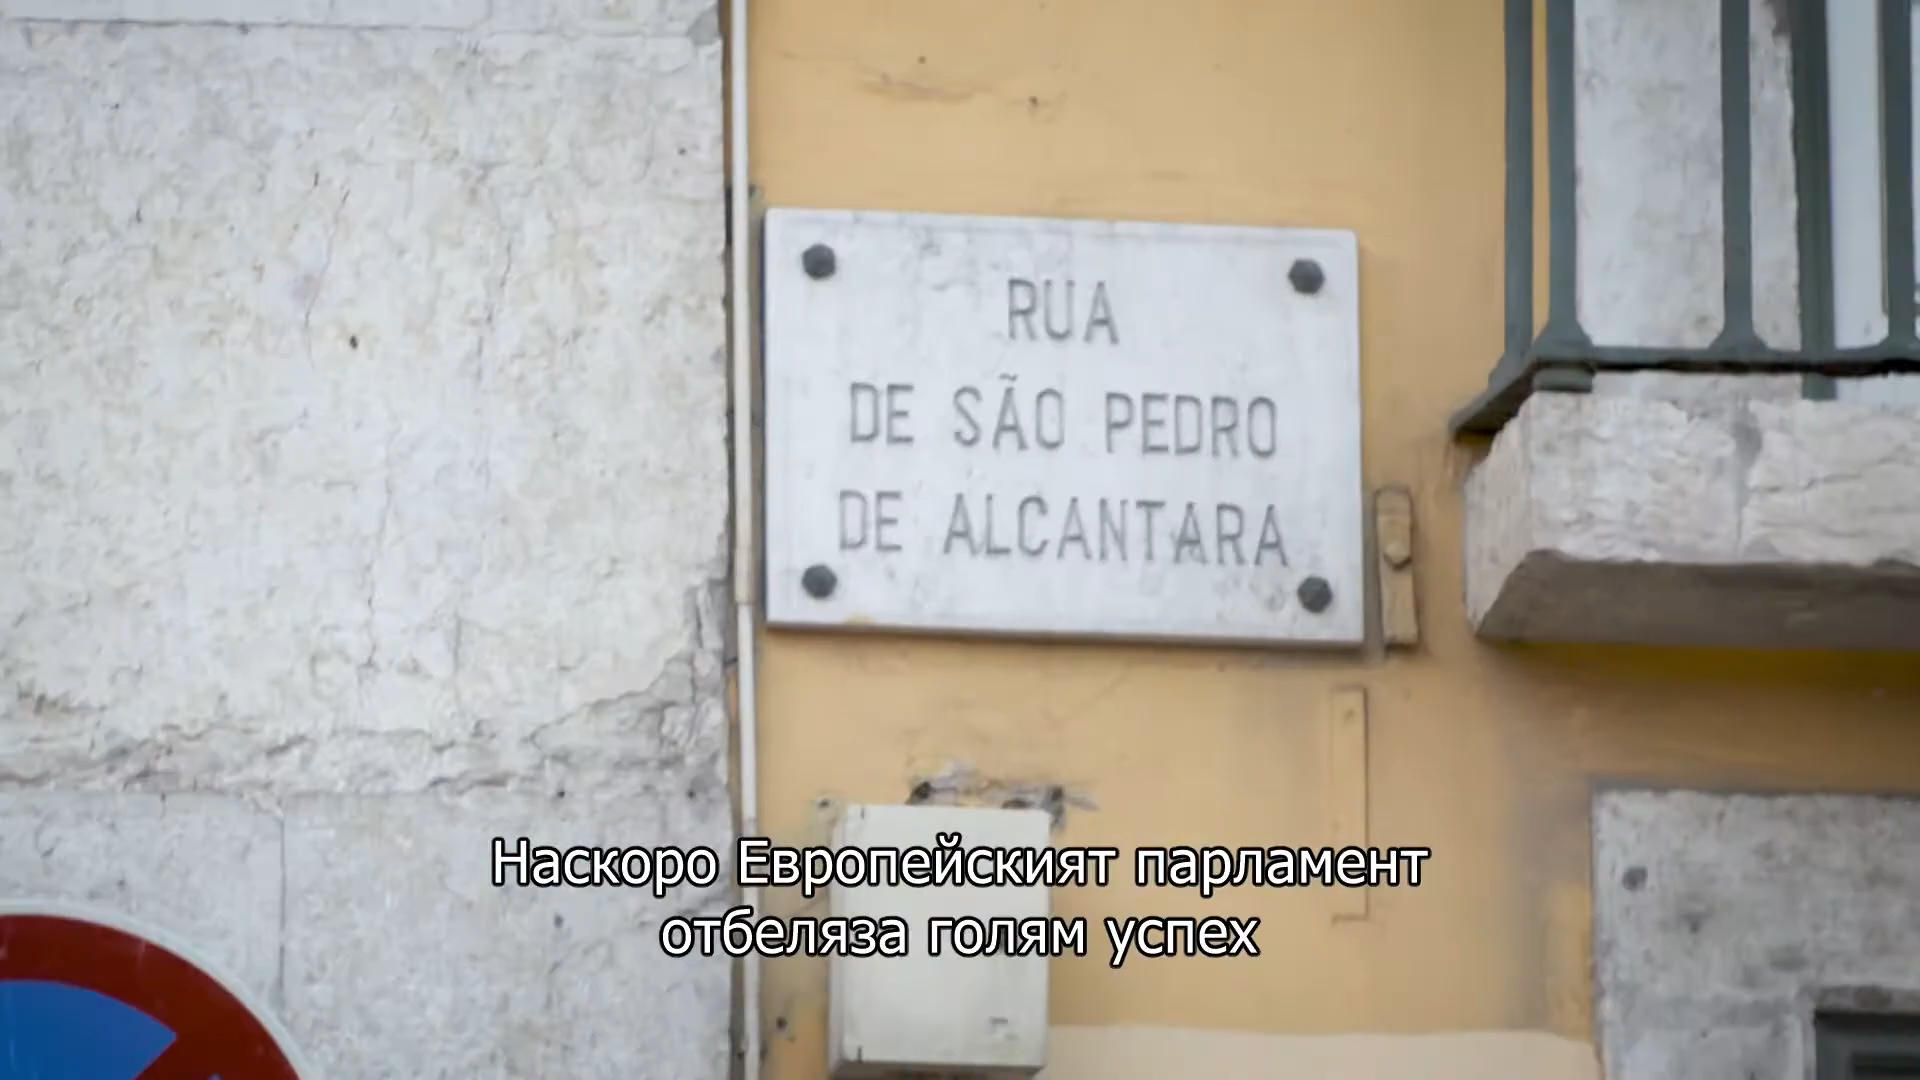 RUA
DE SÃO PEDRO
DE ALCANTARA
Наскоро Европейският парламент
отбеляза голям успех